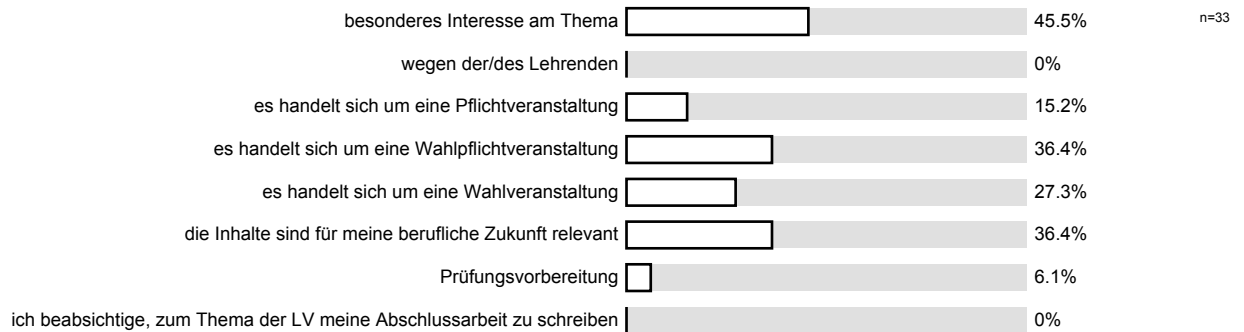 besonderes Interesse am Thema 45.5% n=33
wegen der/des Lehrenden 0%
es handelt sich um eine Pflichtveranstaltung 15.2%
es handelt sich um eine Wahlpflichtveranstaltung 36.4%
es handelt sich um eine Wahlveranstaltung 27.3%
die Inhalte sind für meine berufliche Zukunft relevant 36.4%
Prüfungsvorbereitung 6.1%
ich beabsichtige, zum Thema der LV meine Abschlussarbeit zu schreiben 0%